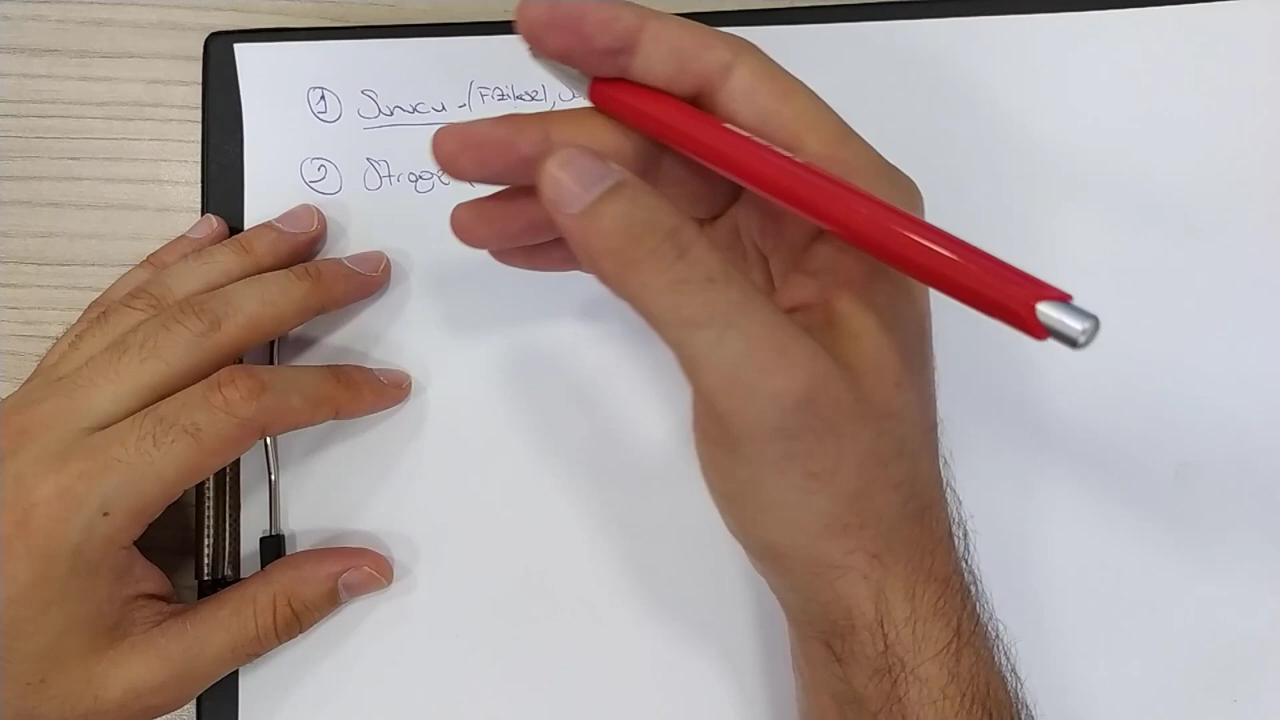 ① Sunucu - (Fiziksel,
② Storage